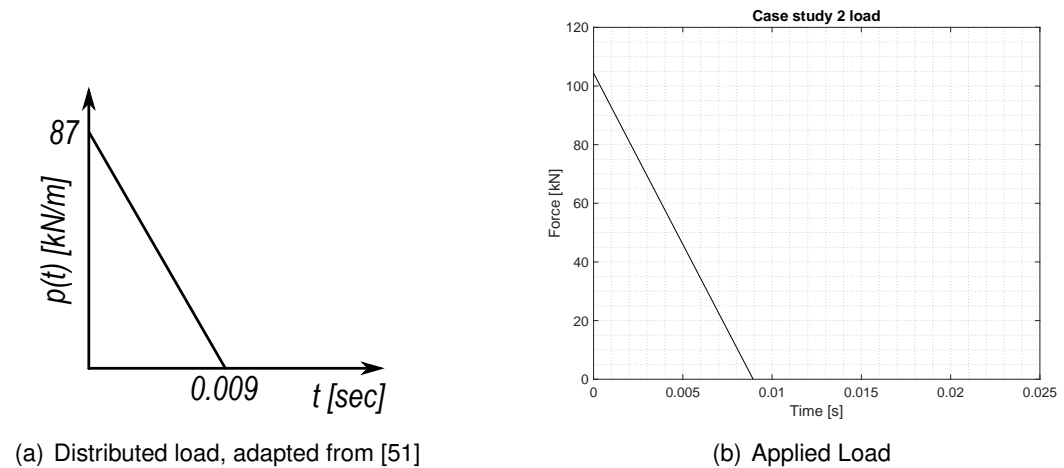 87
p(t) [kN/m]
0.009
t [sec]
(a) Distributed load, adapted from [51]
Case study 2 load
120
100
80
60
40
20
0
Force [kN]
0 0.005 0.01 0.015 0.02 0.025
Time [s]
(b) Applied Load